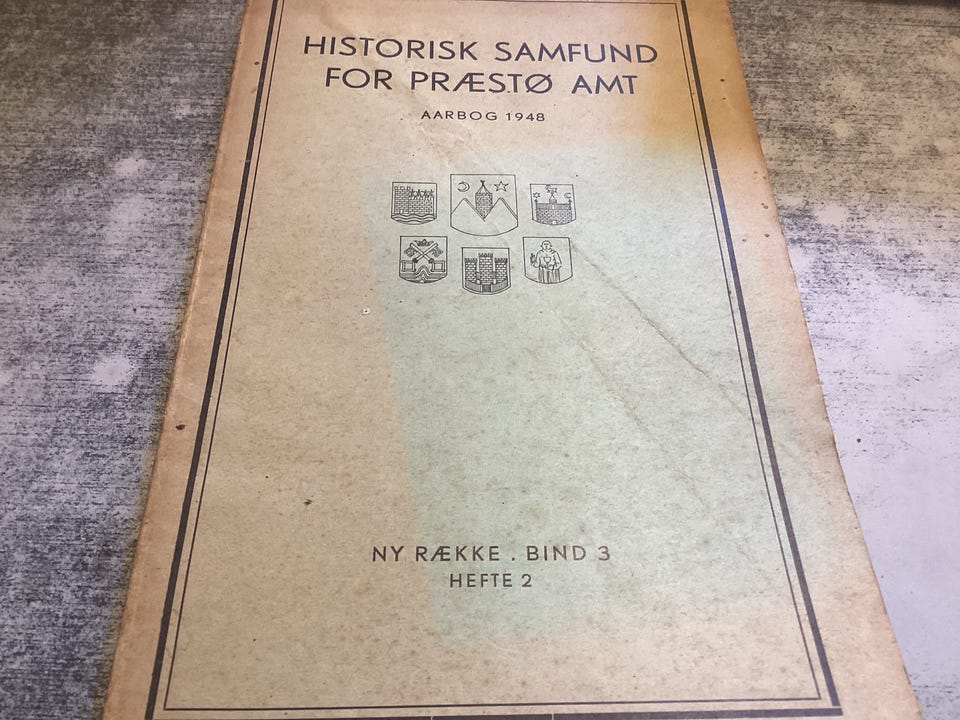 HISTORISK SAMFUND
FOR PRÆSTØ AMT
AARBOG 1948
NY RÆKKE . BIND 3
HEFTE 2